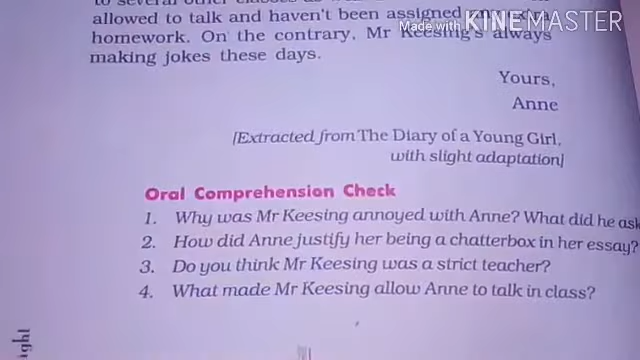 allowed to talk and haven't been assigned
Made with KINEMASTER
homework. On the contrary, Mr Keesing's always
making jokes these days.
Yours,
Anne
[Extracted from The Diary of a Young Girl,
with slight adaptation]
Oral Comprehension Check
1. Why was Mr Keesing annoyed with Anne? What did he ask
2. How did Anne justify her being a chatterbox in her essay?
3. Do you think Mr Keesing was a strict teacher?
4. What made Mr Keesing allow Anne to talk in class?
ight